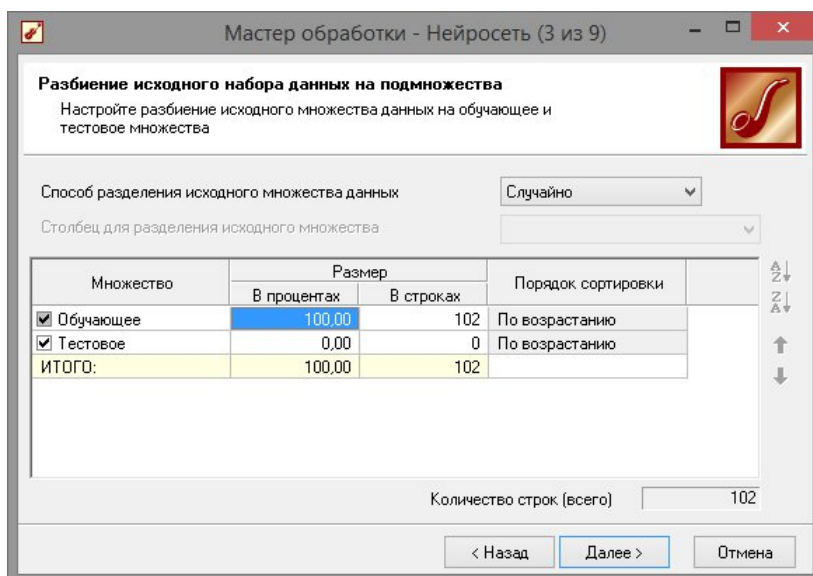 Мастер обработки - Нейросеть (3 из 9)
Разбиение исходного набора данных на подмножества
Настройте разбиение исходного множества данных на обучающее и
тестовое множества
Способ разделения исходного множества данных Случайно
Столбец для разделения исходного множества
Множество Размер Порядок сортировки
В процентах В строках
Обучающее 100,00 102 По возрастанию
Тестовое 0,00 0 По возрастанию
ИТОГО: 100,00 102
Количество строк (всего) 102
< Назад Далее > Отмена